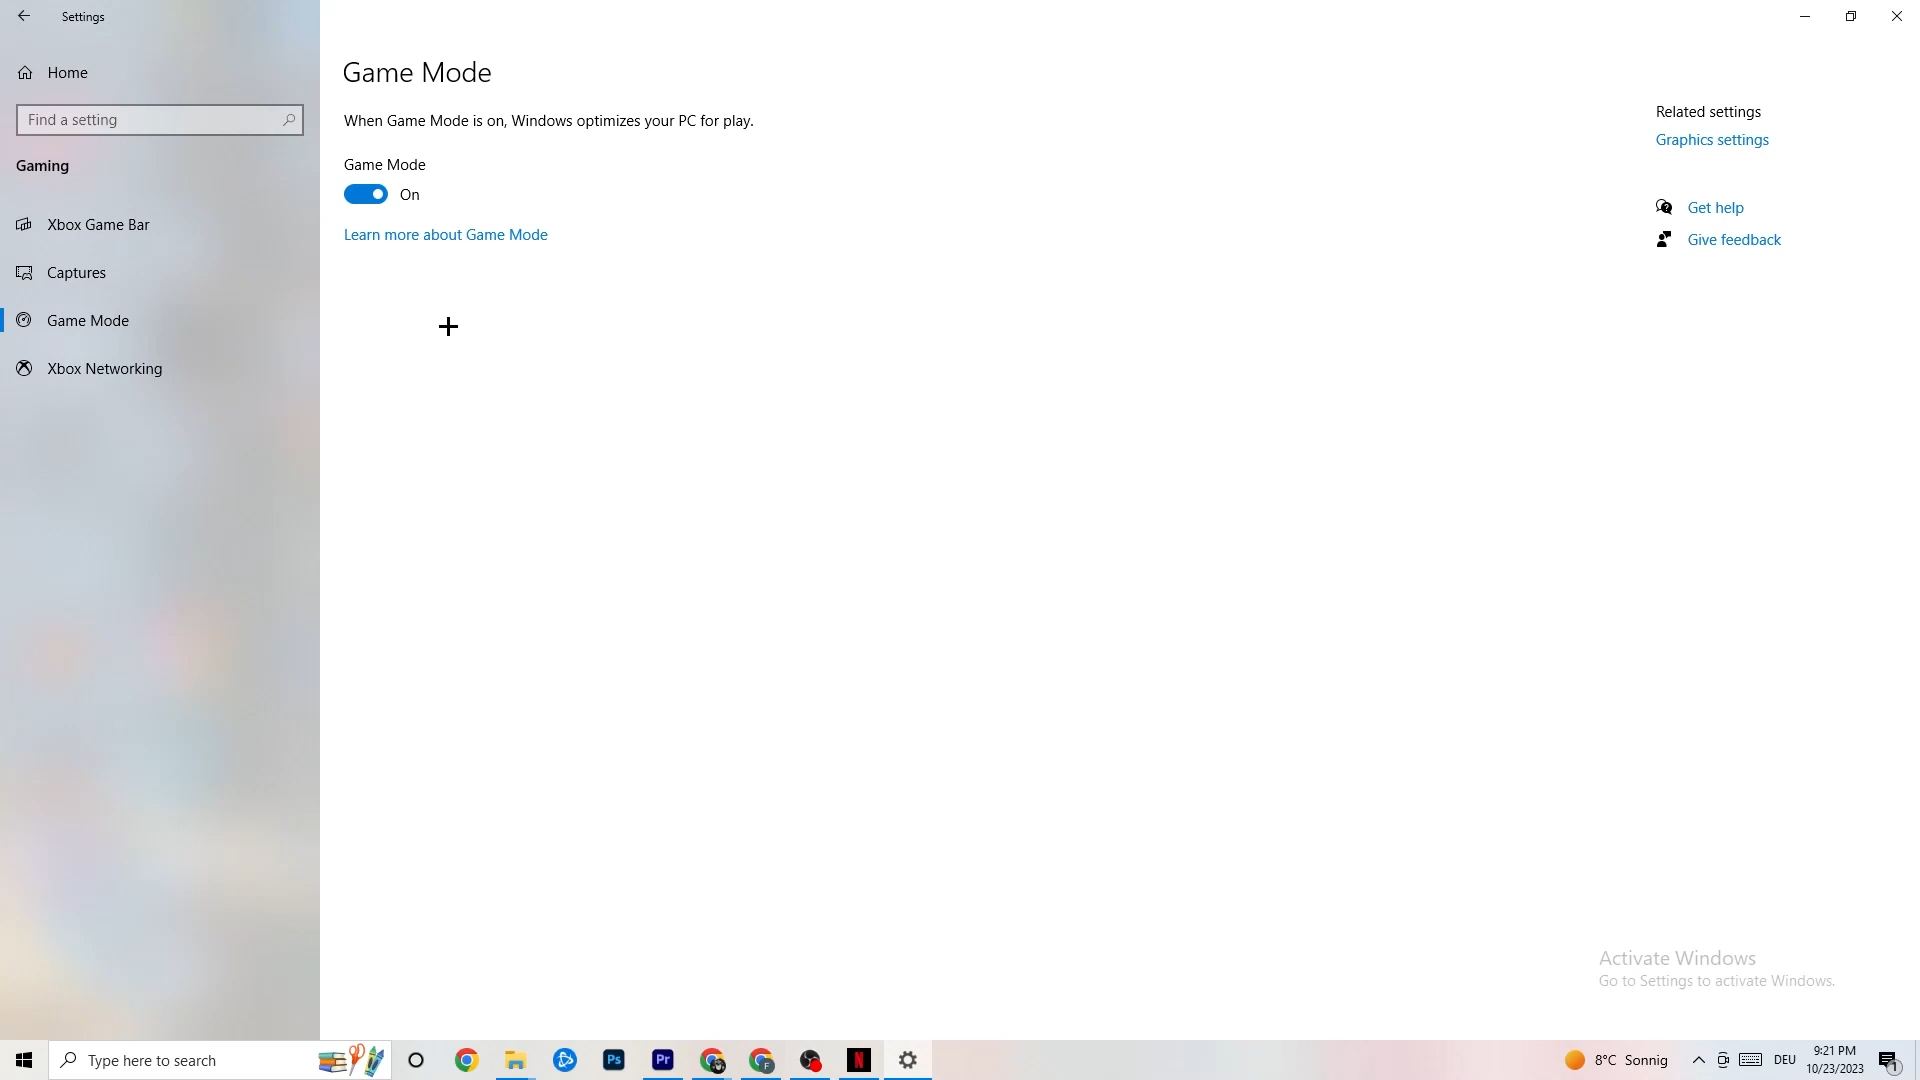 Settings
Home
Find a setting
Gaming
Xbox Game Bar
Captures
Game Mode
Xbox Networking
Game Mode
When Game Mode is on, Windows optimizes your PC for play.
Game Mode
On
Learn more about Game Mode
Related settings
Graphics settings
Get help
Give feedback
Activate Windows
Go to Settings to activate Windows.
Type here to search
Ps
Pr
F
N
8°C Sonnig
DEU
9:21 PM
10/23/2023
1